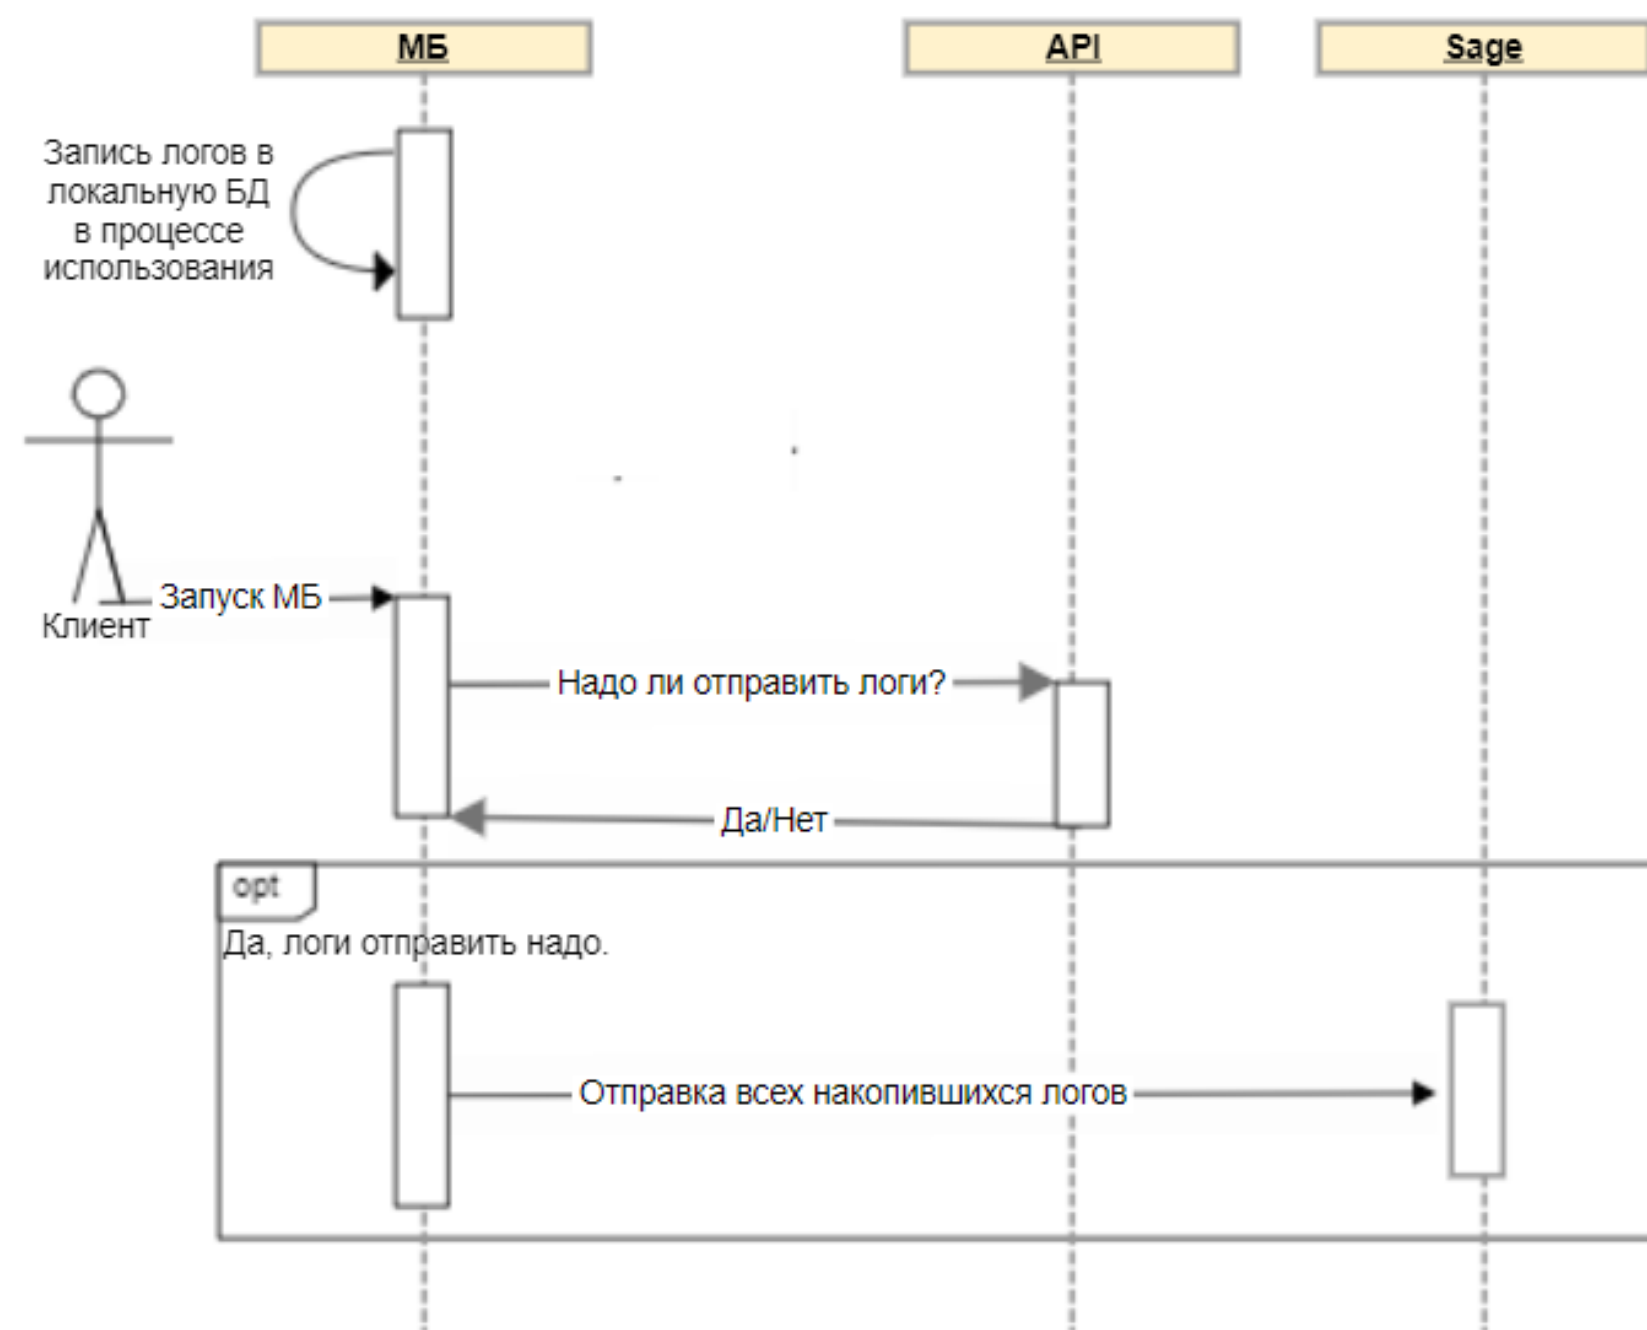 МБ
API
Sage
Запись логов в
локальную БД
в процессе
использования
Запуск МБ
Клиент
Надо ли отправить логи?
Да/Нет
opt
Да, логи отправить надо.
Отправка всех накопившихся логов